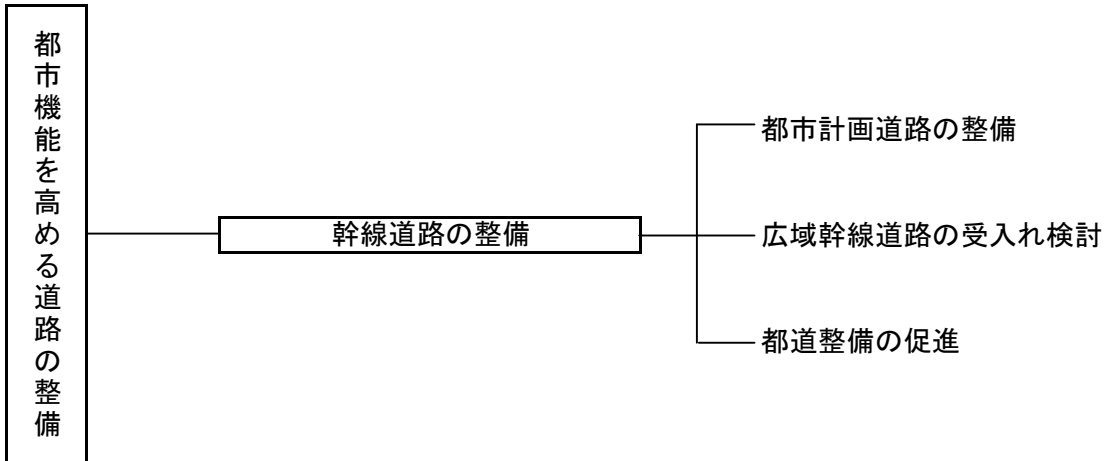 都市機能を高める道路の整備
幹線道路の整備
都市計画道路の整備
広域幹線道路の受入れ検討
都道整備の促進